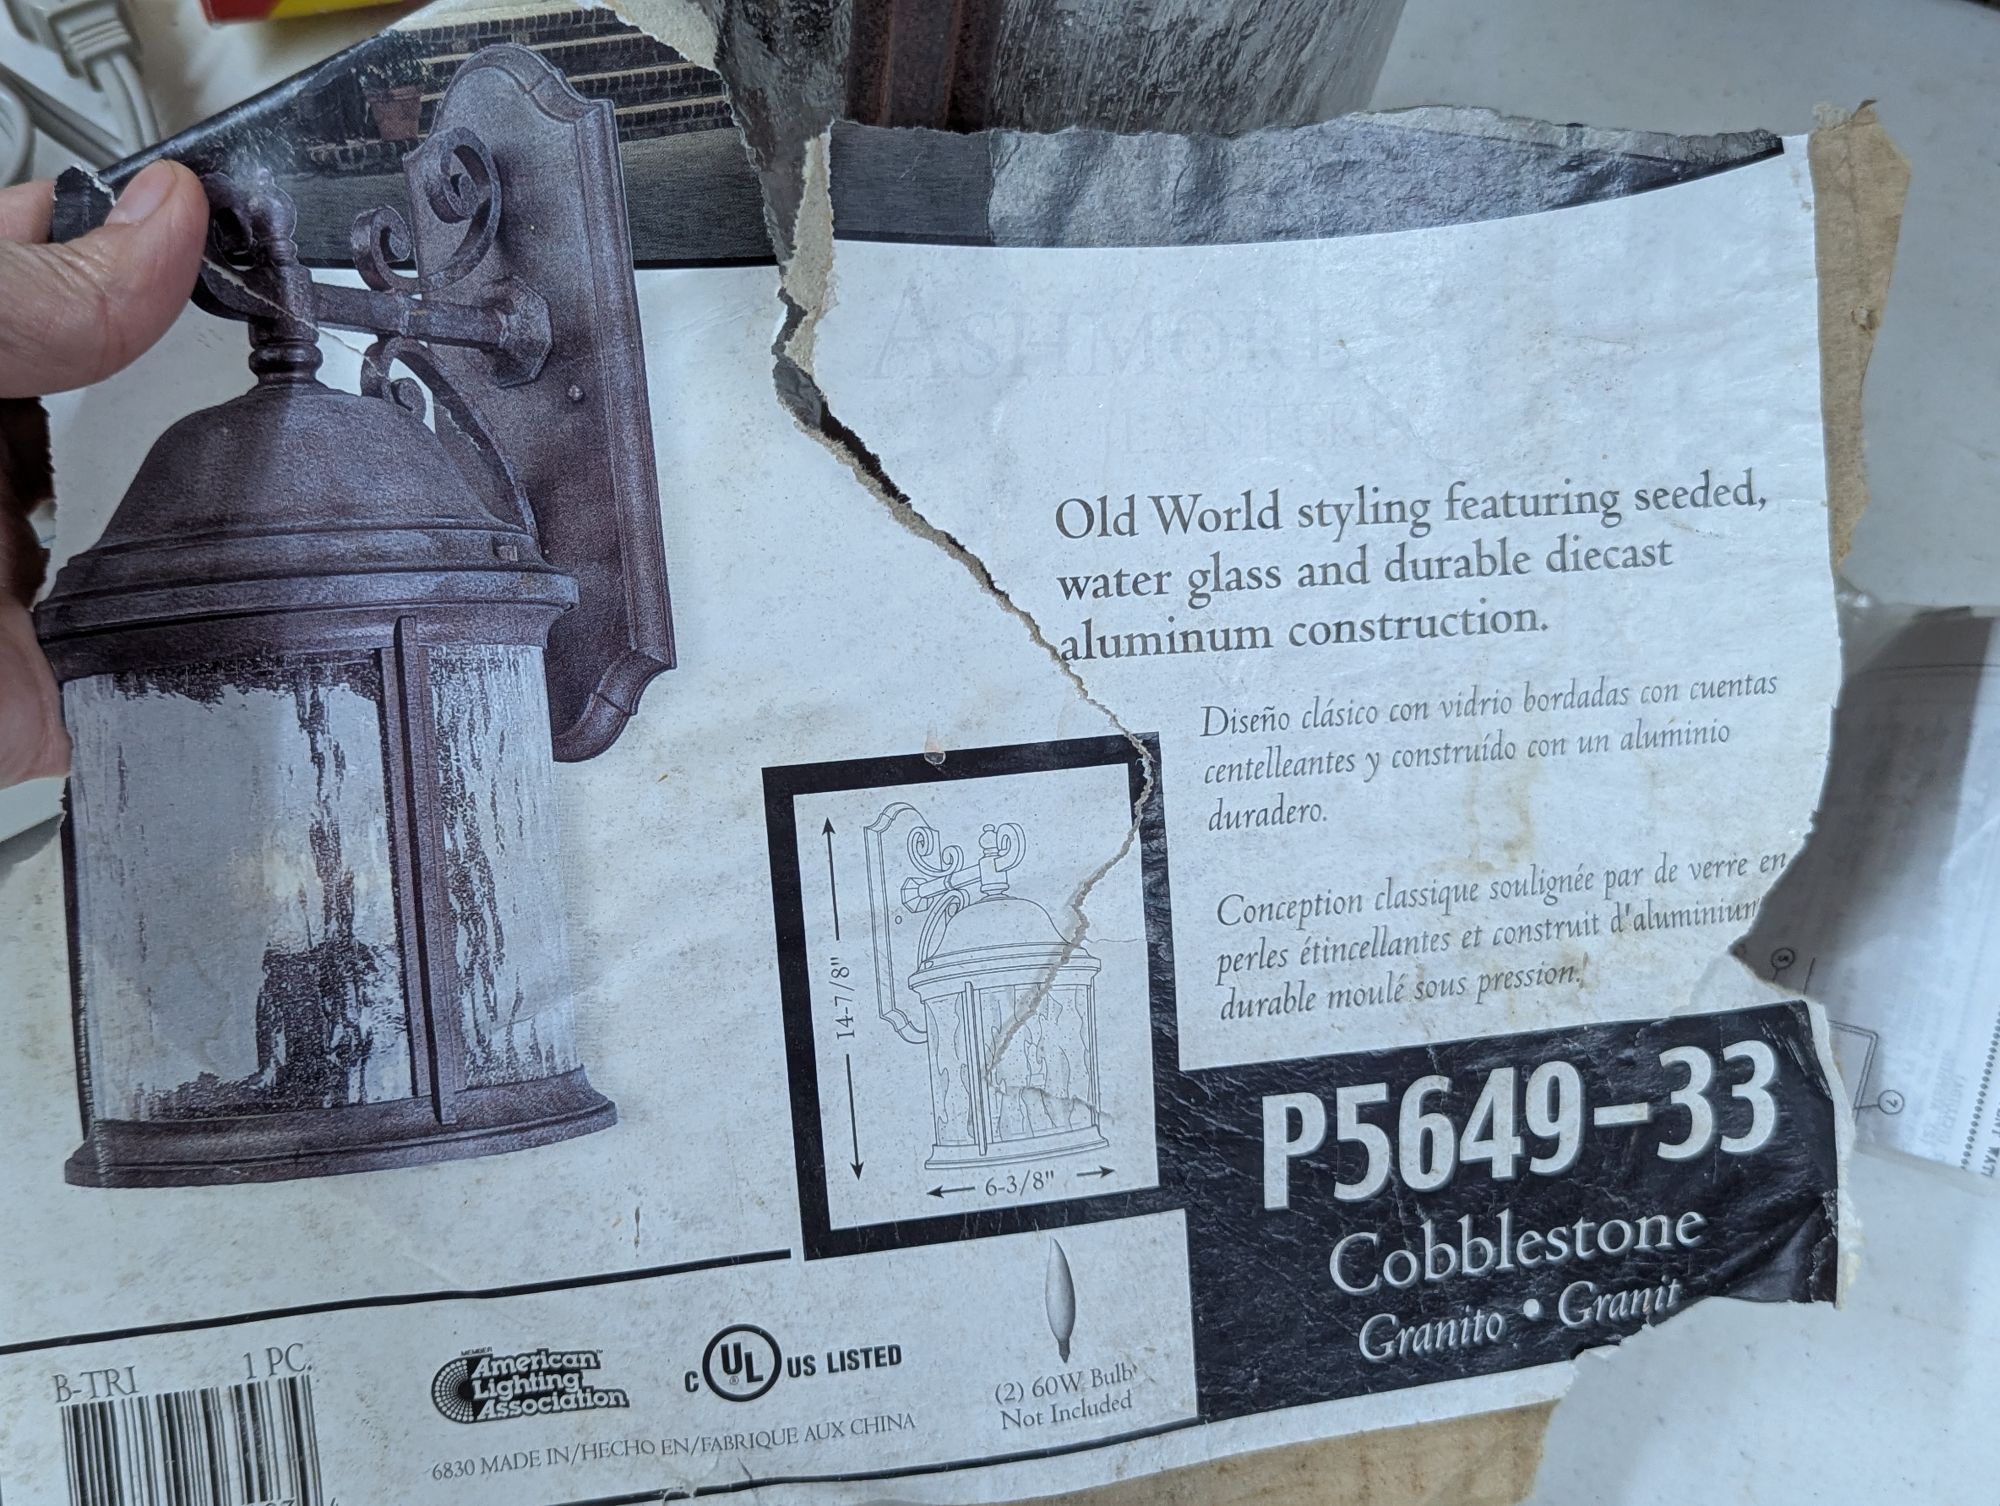 ASHMORE
LANTERN
Old World styling featuring seeded,
water glass and durable diecast
aluminum construction.
Diseño clásico con vidrio bordadas con cuentas
centelleantes y construído con un aluminio
duradero.
Conception classique soulignée par de verre en
perles étincellantes et construit d'aluminium
durable moulé sous pression.
14-7/8"
6-3/8"
P5649-33
Cobblestone
Granito • Granit
B-TRI 1 PC.
MEMBER
American
Lighting
Association
C UL ® US LISTED
(2) 60W Bulb
Not Included
6830 MADE IN/HECHO EN/FABRIQUE AUX CHINA